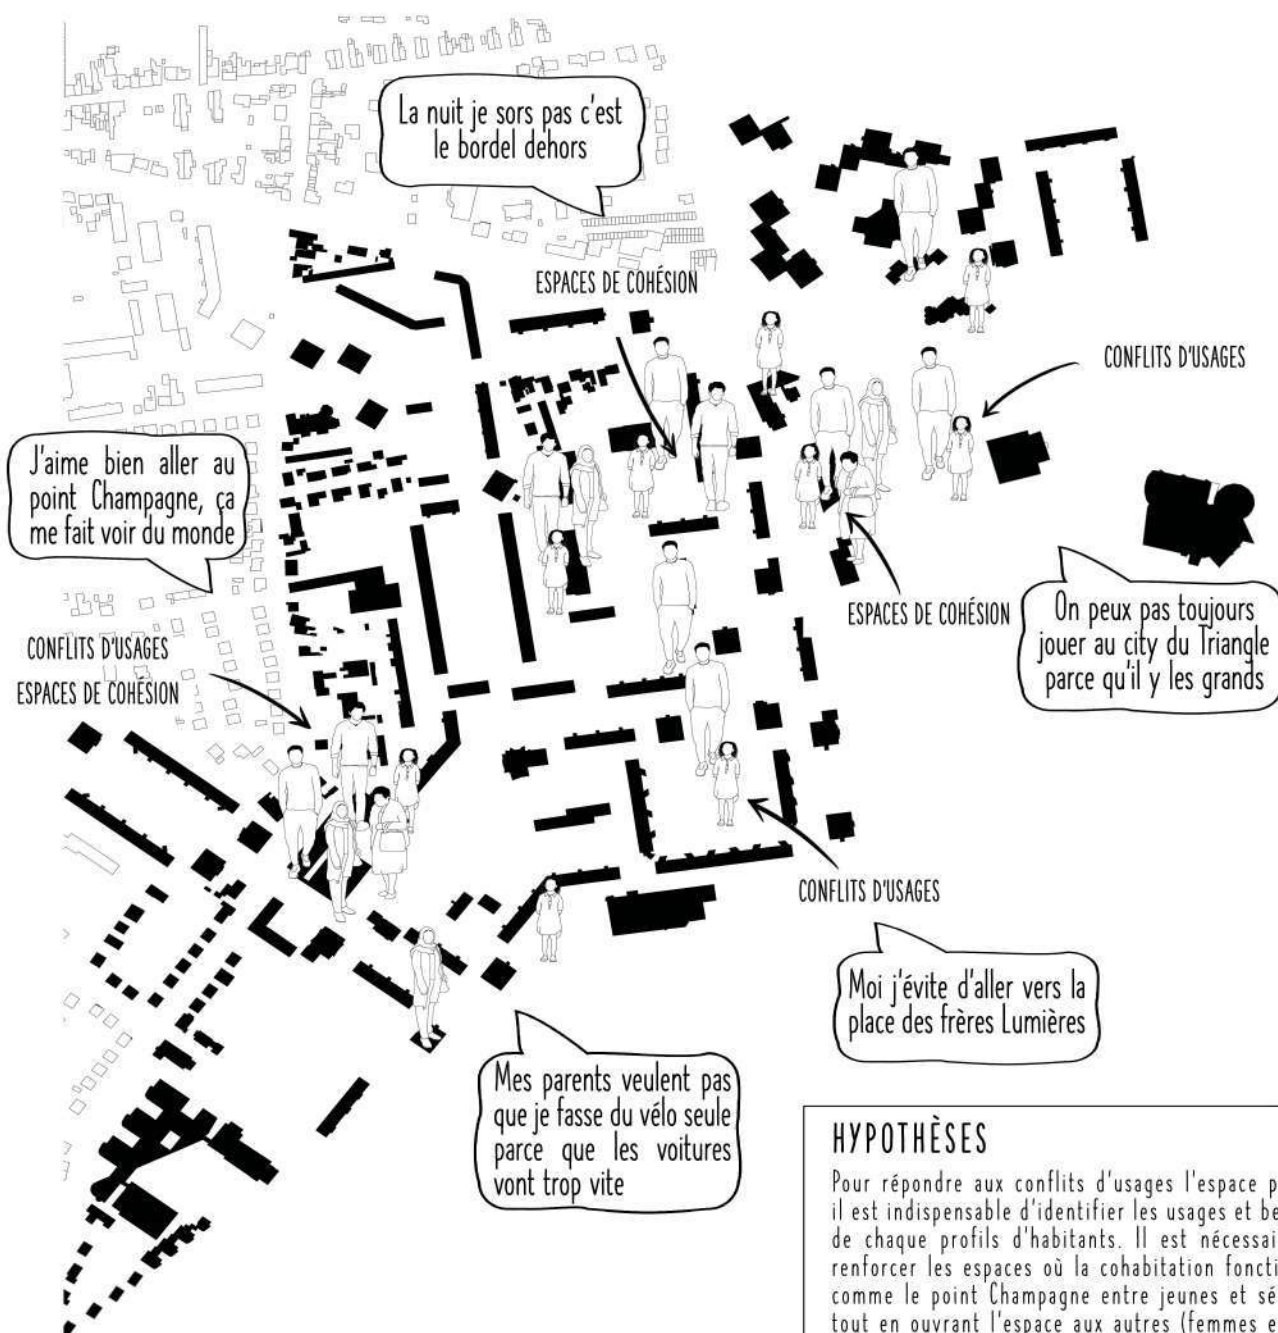 La nuit je sors pas c'est
le bordel dehors
ESPACES DE COHÉSION
CONFLITS D'USAGES
J'aime bien aller au
point Champagne, ça
me fait voir du monde
ESPACES DE COHÉSION
On peux pas toujours
jouer au city du Triangle
parce qu'il y les grands
CONFLITS D'USAGES
ESPACES DE COHÉSION
CONFLITS D'USAGES
Moi j'évite d'aller vers la
place des frères Lumières
Mes parents veulent pas
que je fasse du vélo seule
parce que les voitures
vont trop vite
HYPOTHÈSES
Pour répondre aux conflits d'usages l'espace p
il est indispensable d'identifier les usages et be
de chaque profils d'habitants. Il est nécessai
renforcer les espaces où la cohabitation foncti
comme le point Champagne entre jeunes et sé
tout en ouvrant l'espace aux autres (femmes e